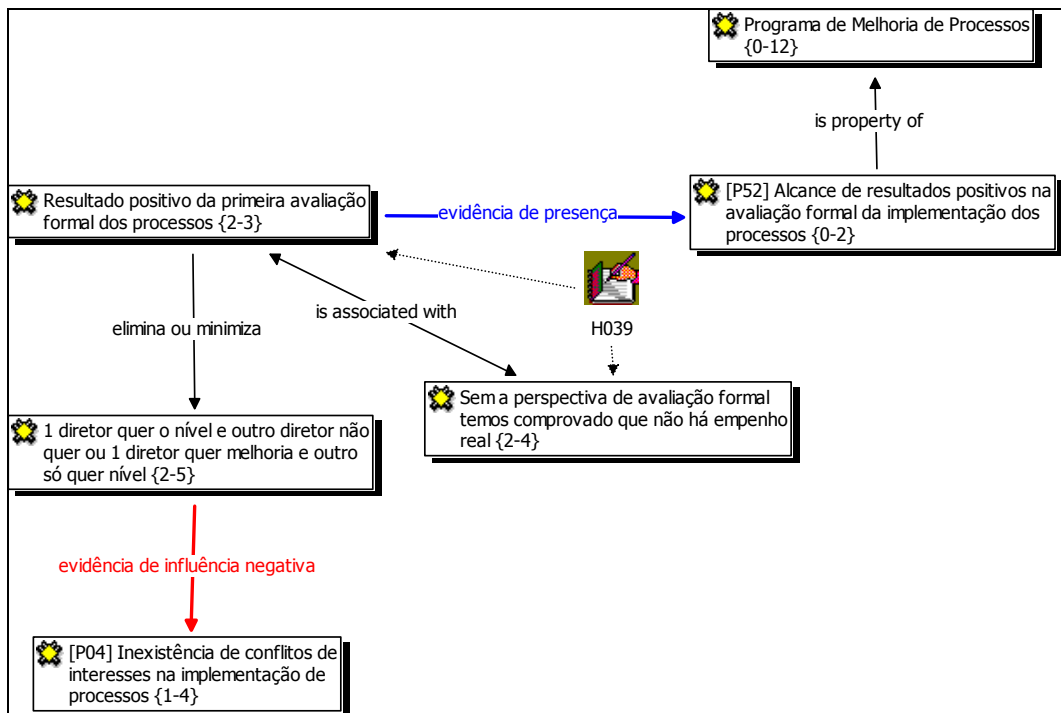 Programa de Melhoria de Processos
{0-12}
is property of
Resultado positivo da primeira avaliação
formal dos processos {2-3}
evidência de presença
[P52] Alcance de resultados positivos na
avaliação formal da implementação dos
processos {0-2}
is associated with
H039
elimina ou minimiza
Sem a perspectiva de avaliação formal
temos comprovado que não há empenho
real {2-4}
1 diretor quer o nível e outro diretor não
quer ou 1 diretor quer melhoria e outro
só quer nível {2-5}
evidência de influência negativa
[P04] Inexistência de conflitos de
interesses na implementação de
processos {1-4}